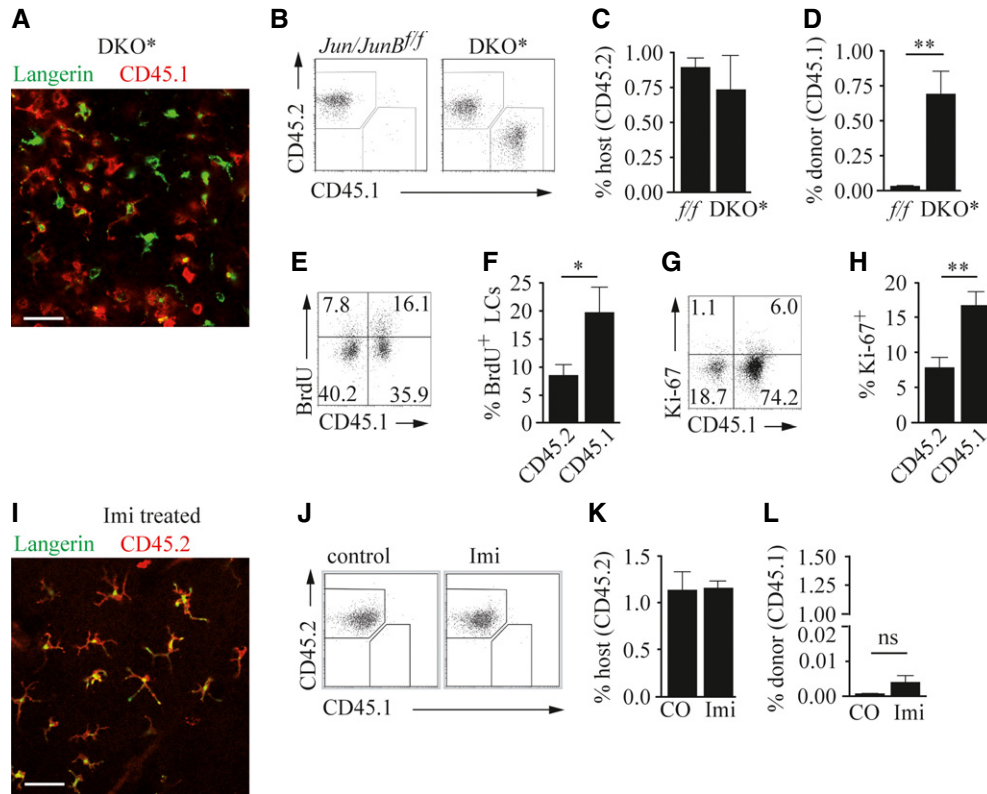 A
DKO*
Langerin CD45.1
B
Jun/JunB f/f DKO*
CD45.2
CD45.1
C
% host (CD45.2)
1.00
0.75
0.50
0.25
0.00
f/f DKO*
D
% donor (CD45.1)
**
1.00
0.75
0.50
0.25
0.00
f/f DKO*
E
BrdU
7.8 16.1
40.2 35.9
CD45.1
F
% BrdU+ LCs
*
25
20
15
10
5
0
CD45.2 CD45.1
G
Ki-67
1.1 6.0
18.7 74.2
CD45.1
H
% Ki-67+
**
20
15
10
5
0
CD45.2 CD45.1
I
Imi treated
Langerin CD45.2
J
control Imi
CD45.2
CD45.1
K
% host (CD45.2)
1.5
1.0
0.5
0.0
CO Imi
L
% donor (CD45.1)
1.50
1.25
1.00
0.02
0.01
0.00
ns
CO Imi